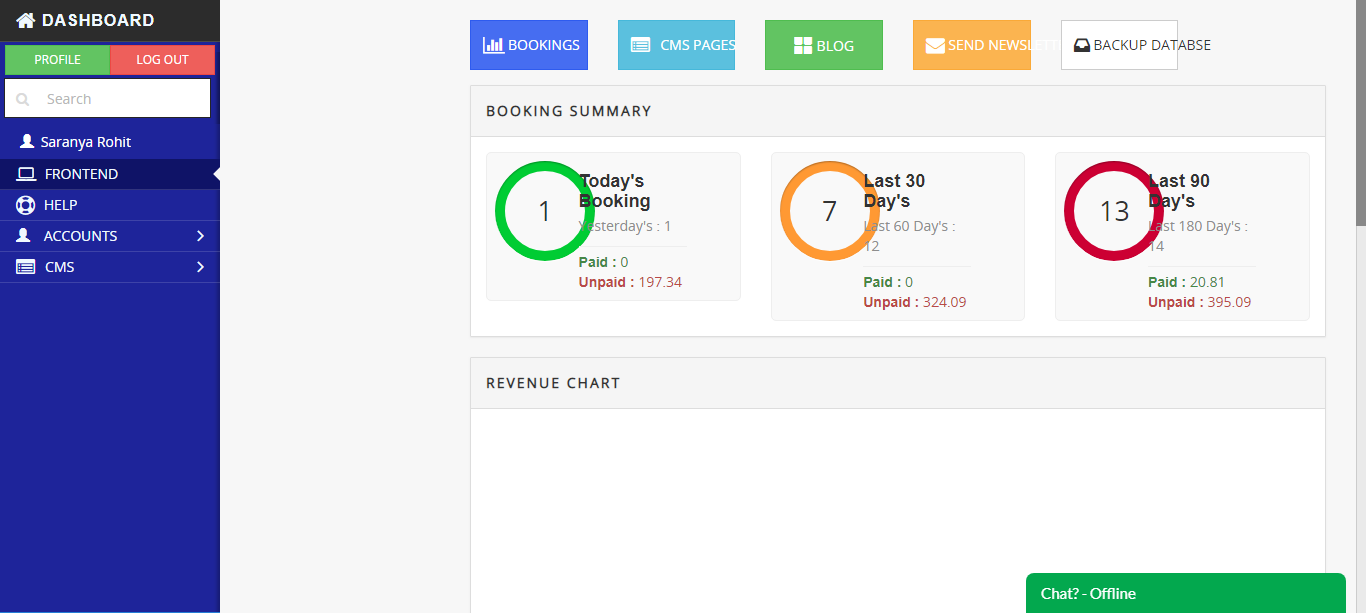 DASHBOARD
PROFILE
LOG OUT
Search
Saranya Rohit
FRONTEND
HELP
ACCOUNTS
CMS
BOOKINGS
CMS PAGES
BLOG
SEND NEWSLETT
BACKUP DATABSE
BOOKING SUMMARY
1
Today's
Booking
Yesterday's : 1
Paid : 0
Unpaid : 197.34
7
Last 30
Day's
Last 60 Day's :
12
Paid : 0
Unpaid : 324.09
13
Last 90
Day's
Last 180 Day's :
14
Paid : 20.81
Unpaid : 395.09
REVENUE CHART
Chat? - Offline